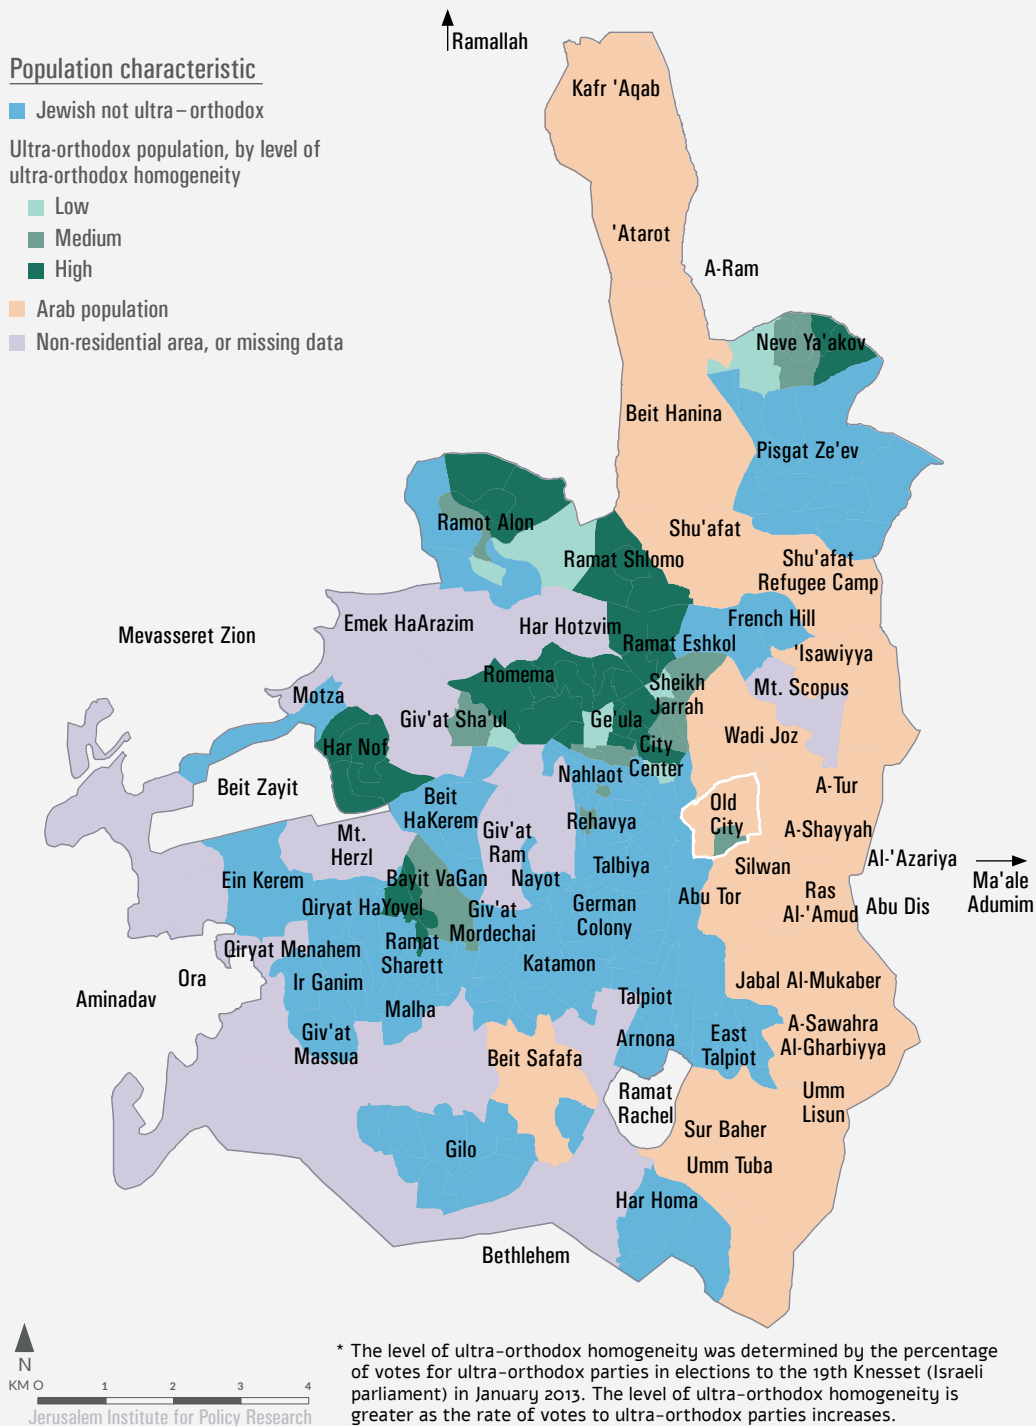 Ramallah
Population characteristic
Jewish not ultra-orthodox
Ultra-orthodox population, by level of
ultra-orthodox homogeneity
Low
Medium
High
Arab population
Non-residential area, or missing data
Kafr 'Aqab
'Atarot
A-Ram
Neve Ya'akov
Beit Hanina
Pisgat Ze'ev
Ramot Alon
Shu'afat
Ramat Shlomo
Shu'afat
Refugee Camp
Mevasseret Zion
Emek HaArazim
Har Hotzvim
French Hill
Ramat Eshkol
'Isawiyya
Romema
Sheikh
Jarrah
Mt. Scopus
Motza
Giv'at Sha'ul
Ge'ula
Wadi Joz
Har Nof
City
Center
Nahlaot
Beit Zayit
A-Tur
Beit
HaKerem
Old
City
Rehavya
A-Shayyah
Mt.
Herzl
Giv'at
Ram
Talbiya
Silwan
Al-'Azariya
Ma'ale
Adumim
Ein Kerem
Bayit VaGan
Nayot
Abu Tor
Ras
Al-'Amud
Abu Dis
Qiryat HaYovel
Giv'at
Mordechai
German
Colony
Qiryat Menahem
Ramat
Sharett
Katamon
Ora
Ir Ganim
Jabal Al-Mukaber
Aminadav
Malha
Talpiot
Giv'at
Massua
Arnona
East
Talpiot
A-Sawahra
Al-Gharbiyya
Beit Safafa
Ramat
Rachel
Umm
Lisun
Sur Baher
Gilo
Umm Tuba
Har Homa
Bethlehem
N
KM 0 1 2 3 4
Jerusalem Institute for Policy Research
* The level of ultra-orthodox homogeneity was determined by the percentage
of votes for ultra-orthodox parties in elections to the 19th Knesset (Israeli
parliament) in January 2013. The level of ultra-orthodox homogeneity is
greater as the rate of votes to ultra-orthodox parties increases.